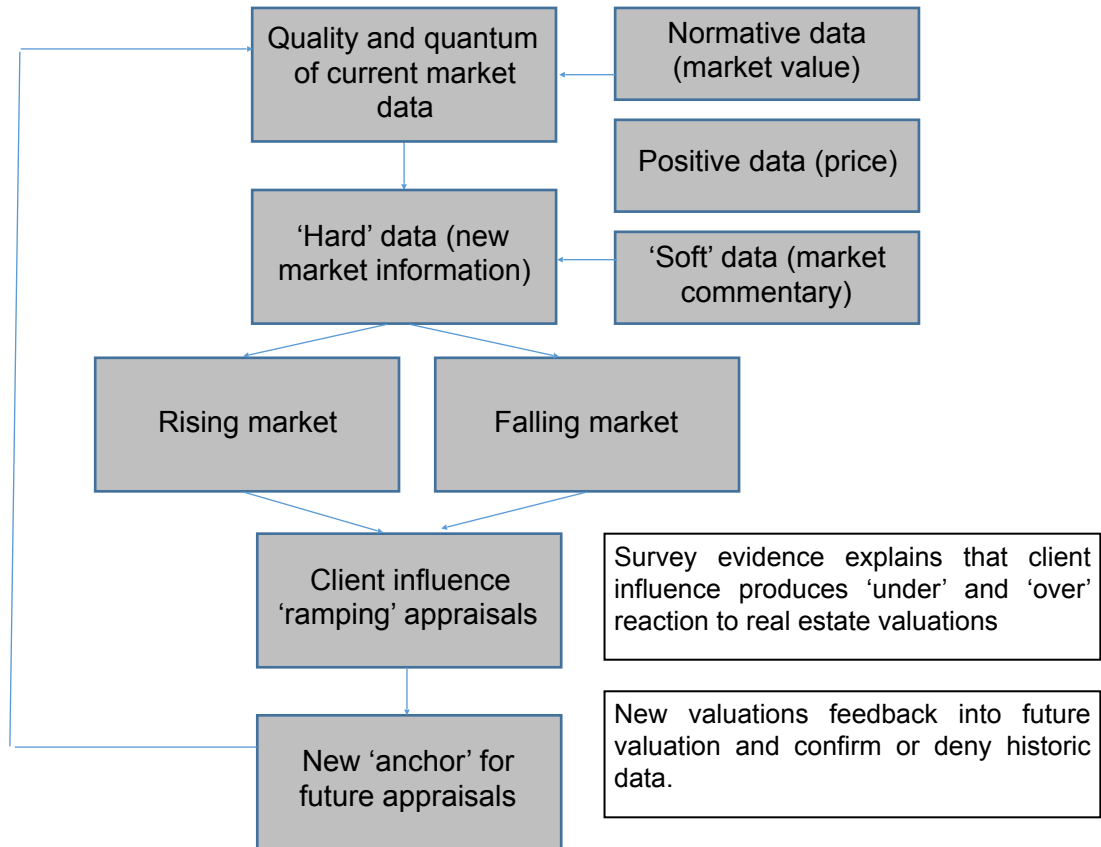 Quality and quantum
of current market
data
Normative data
(market value)
Positive data (price)
‘Hard’ data (new
market information)
‘Soft’ data (market
commentary)
Rising market
Falling market
Client influence
‘ramping’ appraisals
Survey evidence explains that client
influence produces ‘under’ and ‘over’
reaction to real estate valuations
New ‘anchor’ for
future appraisals
New valuations feedback into future
valuation and confirm or deny historic
data.